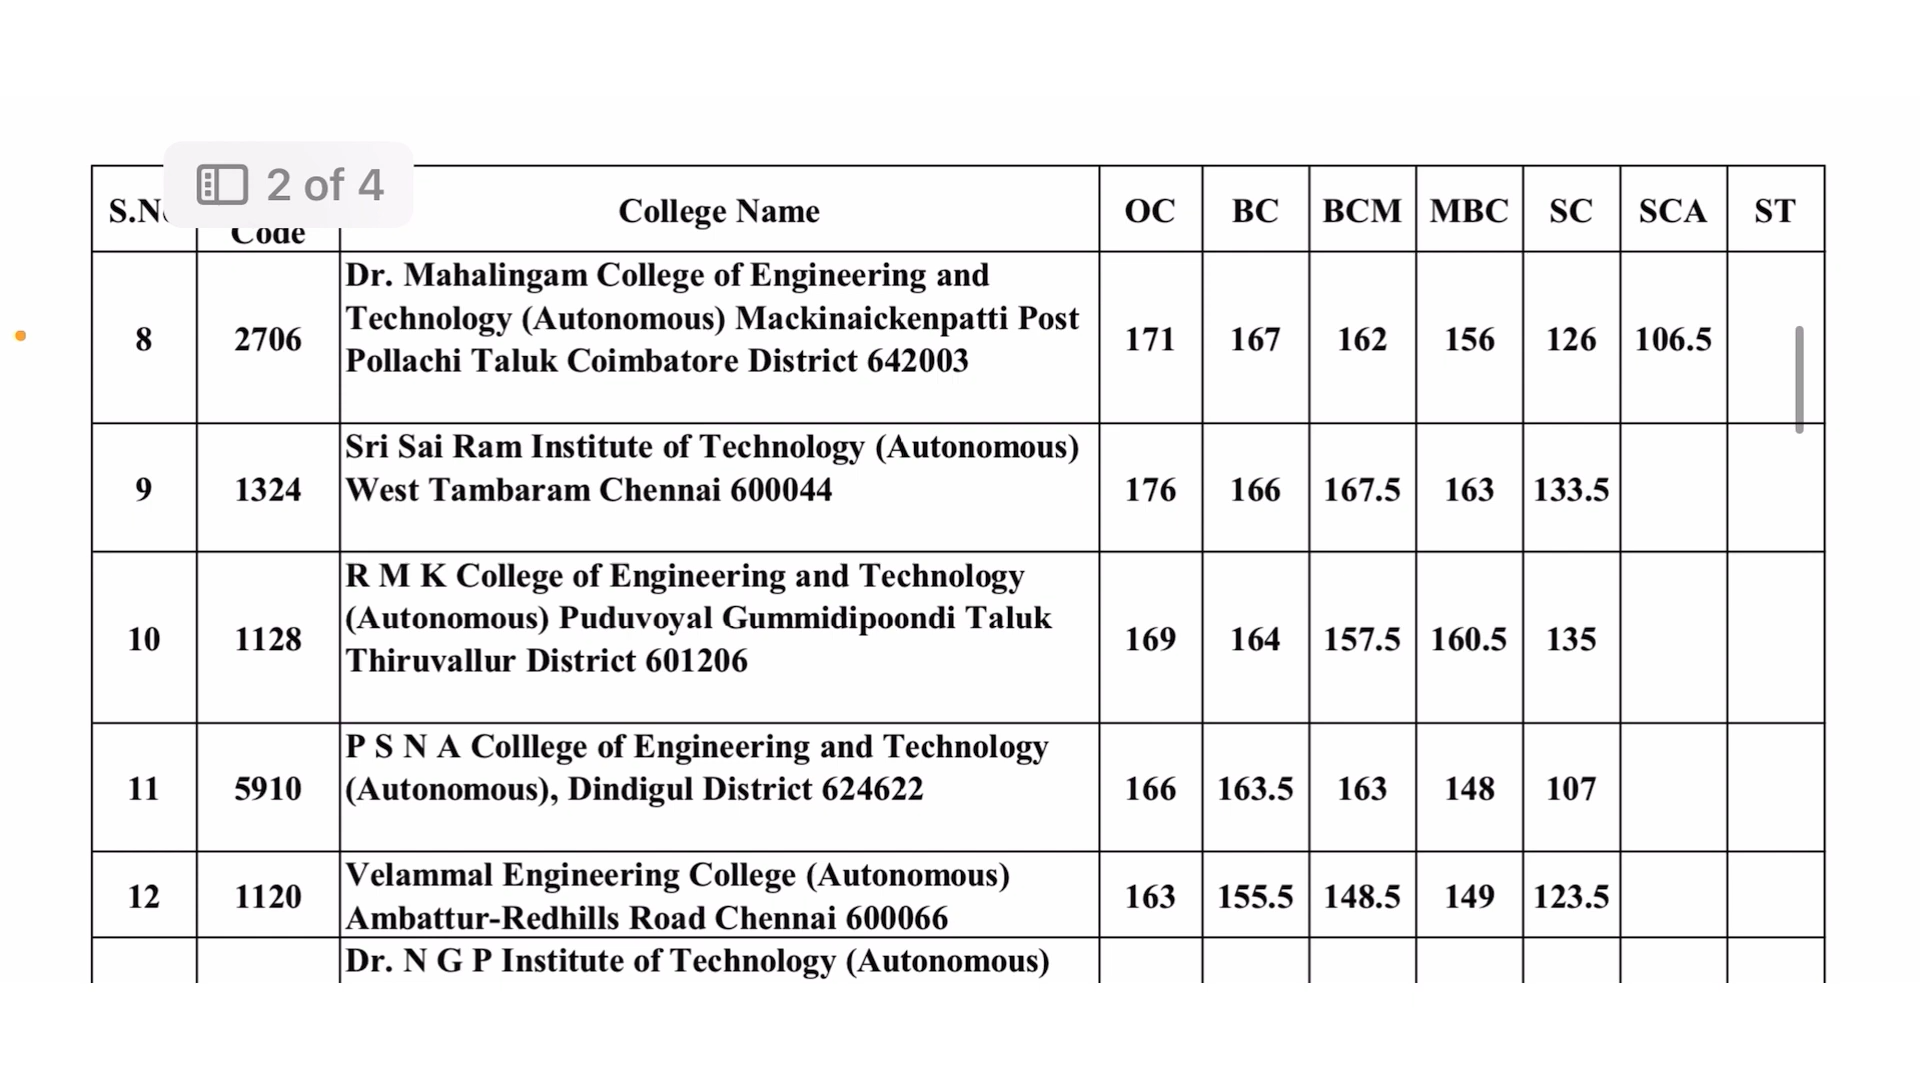 2 of 4
S.N
Code
College Name
OC BC BCM MBC SC SCA ST
8 2706 Dr. Mahalingam College of Engineering and
Technology (Autonomous) Mackinaickenpatti Post
Pollachi Taluk Coimbatore District 642003
171 167 162 156 126 106.5
9 1324 Sri Sai Ram Institute of Technology (Autonomous)
West Tambaram Chennai 600044
176 166 167.5 163 133.5
10 1128 R M K College of Engineering and Technology
(Autonomous) Puduvoyal Gummidipoondi Taluk
Thiruvallur District 601206
169 164 157.5 160.5 135
11 5910 P S N A Colllege of Engineering and Technology
(Autonomous), Dindigul District 624622
166 163.5 163 148 107
12 1120 Velammal Engineering College (Autonomous)
Ambattur-Redhills Road Chennai 600066
163 155.5 148.5 149 123.5
Dr. N G P Institute of Technology (Autonomous)